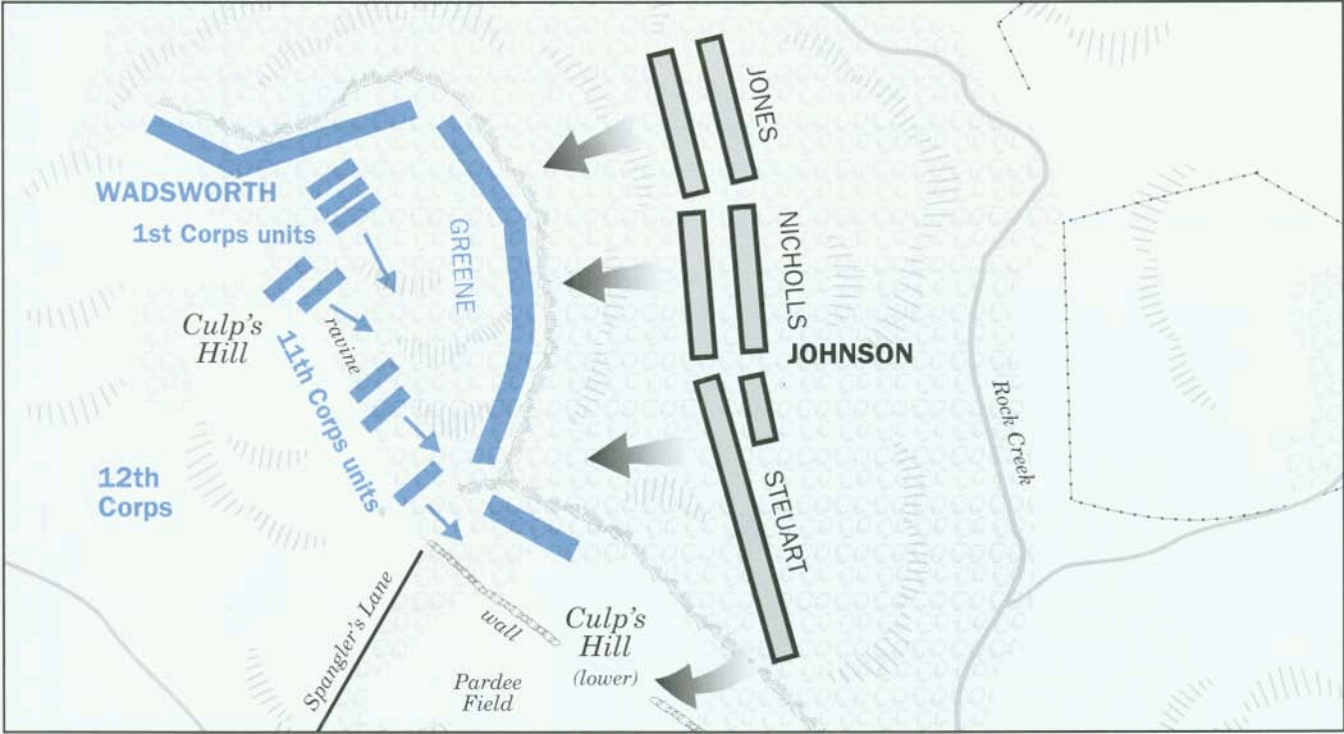 JONES
WADSWORTH
1st Corps units
GREENE
NICHOLLS
Culp's
Hill
ravine
11th Corps units
JOHNSON
Rock Creek
12th
Corps
STEUART
Spangler's Lane
wall
Culp's
Hill
(lower)
Pardee
Field